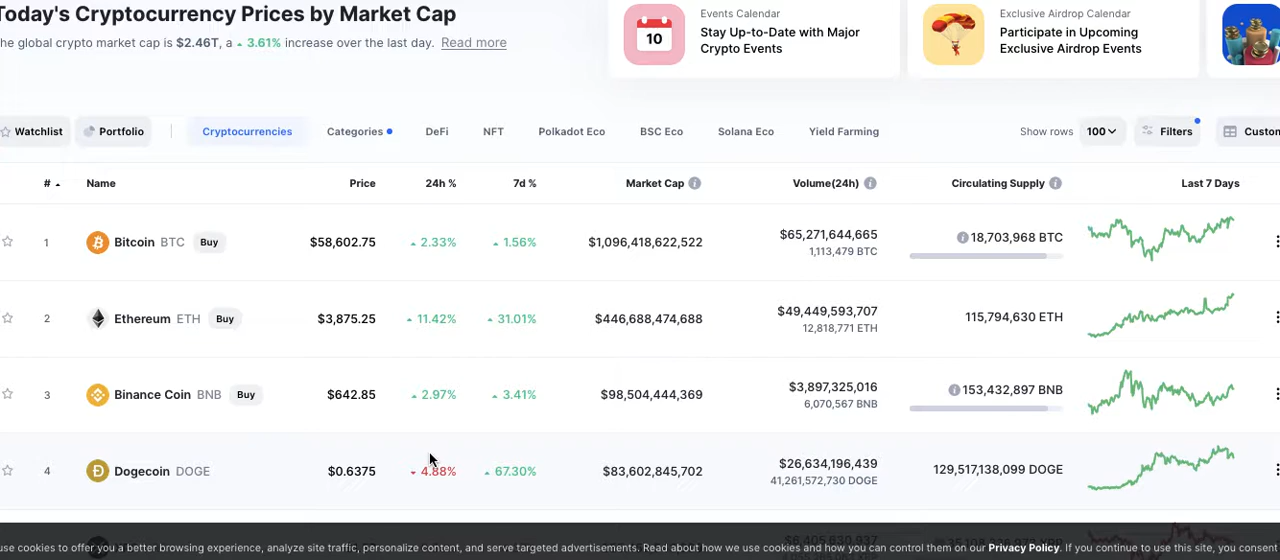 Today's Cryptocurrency Prices by Market Cap
he global crypto market cap is $2.46T, a 3.61% increase over the last day. Read more
10
Events Calendar
Stay Up-to-Date with Major
Crypto Events
Exclusive Airdrop Calendar
Participate in Upcoming
Exclusive Airdrop Events
Watchlist Portfolio Cryptocurrencies Categories DeFi NFT Polkadot Eco BSC Eco Solana Eco Yield Farming Show rows 100 Filters Custom
# Name Price 24h % 7d % Market Cap Volume(24h) Circulating Supply Last 7 Days
1 Bitcoin BTC Buy $58,602.75 2.33% 1.56% $1,096,418,622,522 $65,271,644,665 18,703,968 BTC
1,113,479 BTC
2 Ethereum ETH Buy $3,875.25 11.42% 31.01% $446,688,474,688 $49,449,593,707 115,794,630 ETH
12,818,771 ETH
3 Binance Coin BNB Buy $642.85 2.97% 3.41% $98,504,444,369 $3,897,325,016 153,432,897 BNB
6,070,567 BNB
4 Dogecoin DOGE $0.6375 4.88% 67.30% $83,602,845,702 $26,634,196,439 129,517,138,099 DOGE
41,261,572,730 DOGE
use cookies to offer you a better browsing experience, analyze site traffic, personalize content, and serve targeted advertisements. Read about how we use cookies and how you can control them on our Privacy Policy. If you continue to use this site, you consent